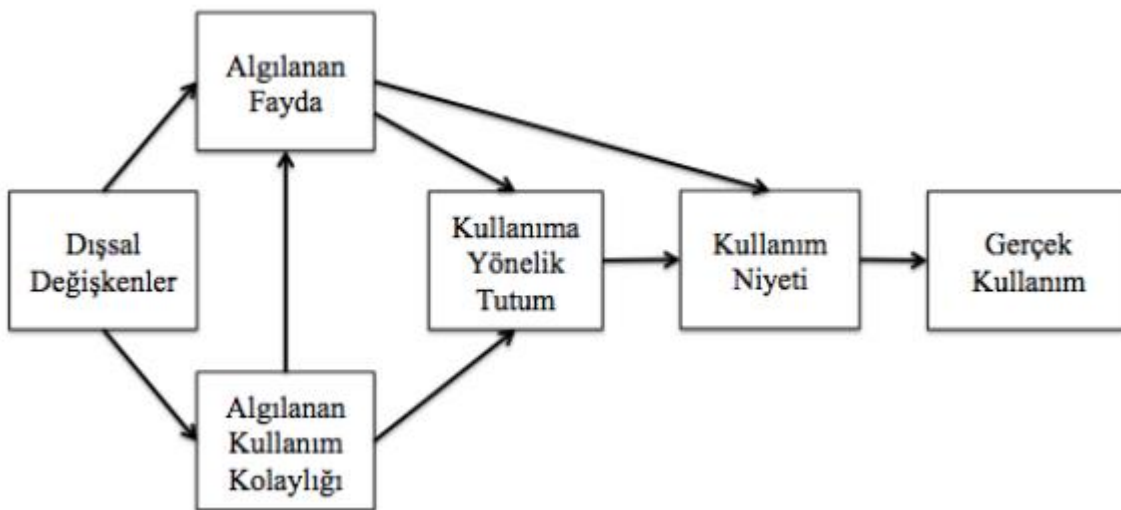 Algılanan
Fayda
Dışsal
Değişkenler
Kullanıma
Yönelik
Tutum
Kullanım
Niyeti
Gerçek
Kullanım
Algılanan
Kullanım
Kolaylığı